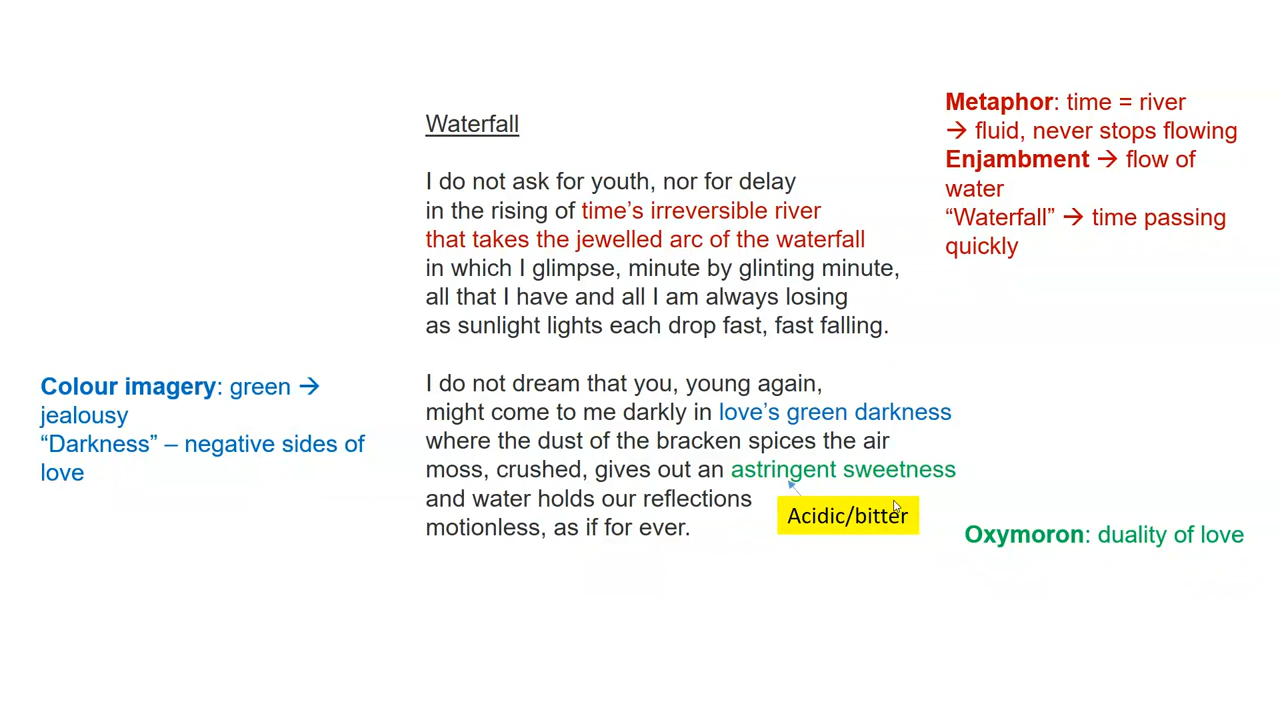 Waterfall
I do not ask for youth, nor for delay
in the rising of time’s irreversible river
that takes the jewelled arc of the waterfall
in which I glimpse, minute by glinting minute,
all that I have and all I am always losing
as sunlight lights each drop fast, fast falling.
I do not dream that you, young again,
might come to me darkly in love’s green darkness
where the dust of the bracken spices the air
moss, crushed, gives out an astringent sweetness
and water holds our reflections
motionless, as if for ever.
Metaphor: time = river
→ fluid, never stops flowing
Enjambment → flow of
water
“Waterfall” → time passing
quickly
Colour imagery: green →
jealousy
“Darkness” – negative sides of
love
Acidic/bitter
Oxymoron: duality of love